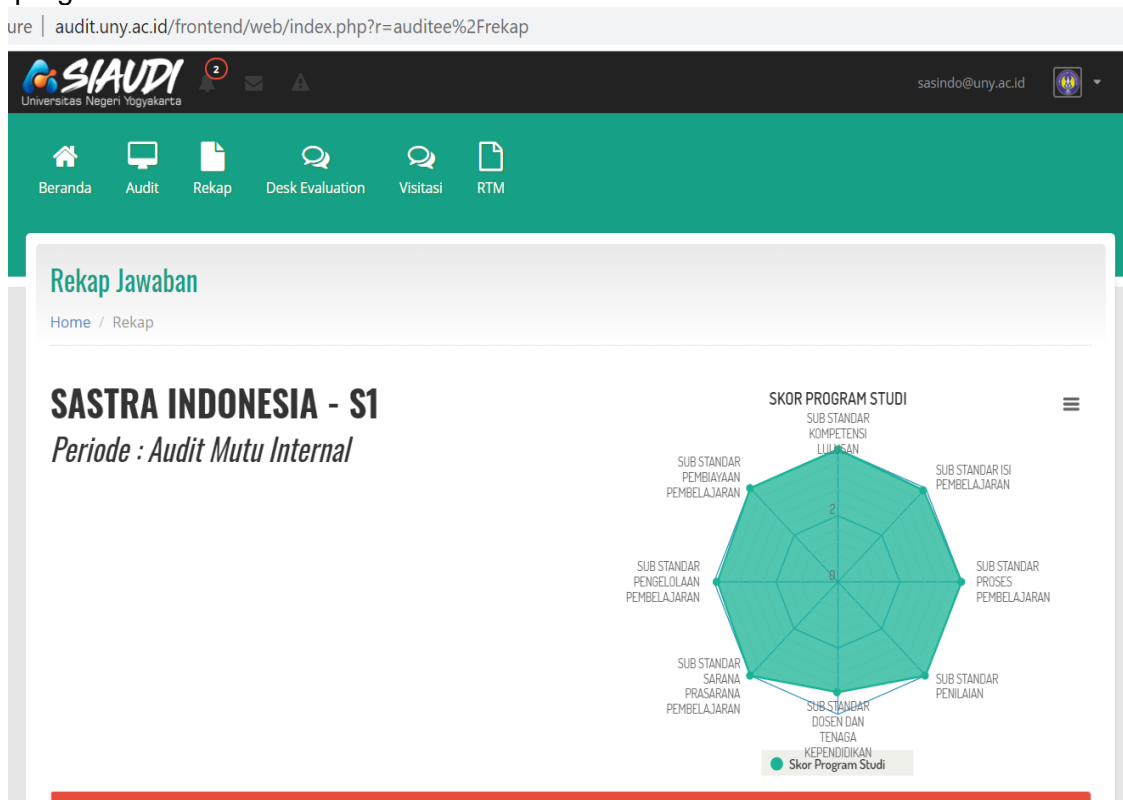 ure | audit.uny.ac.id/frontend/web/index.php?r=auditee%2Frekap
SIAUDI
Universitas Negeri Yogyakarta
2
sasindo@uny.ac.id
Beranda Audit Rekap Desk Evaluation Visitasi RTM
Rekap Jawaban
Home / Rekap
SASTRA INDONESIA - S1
Periode : Audit Mutu Internal
SKOR PROGRAM STUDI
SUB STANDAR
KOMPETENSI
LULUSAN
SUB STANDAR ISI
PEMBELAJARAN
SUB STANDAR
PROSES
PEMBELAJARAN
SUB STANDAR
PENILAIAN
SUB STANDAR
DOSEN DAN
TENAGA
KEPENDIDIKAN
SUB STANDAR
SARANA
PRASARANA
PEMBELAJARAN
SUB STANDAR
PENGELOLAAN
PEMBELAJARAN
SUB STANDAR
PEMBIAYAAN
PEMBELAJARAN
2
0
Skor Program Studi